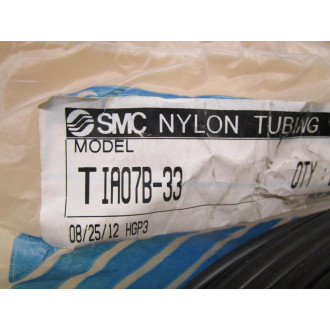 SMC NYLON TUBING
MODEL
TIA07B-33 QTY
08/25/12 HGP3